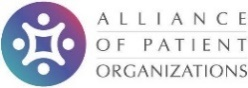 ALLIANCE
OF PATIENT
ORGANIZATIONS